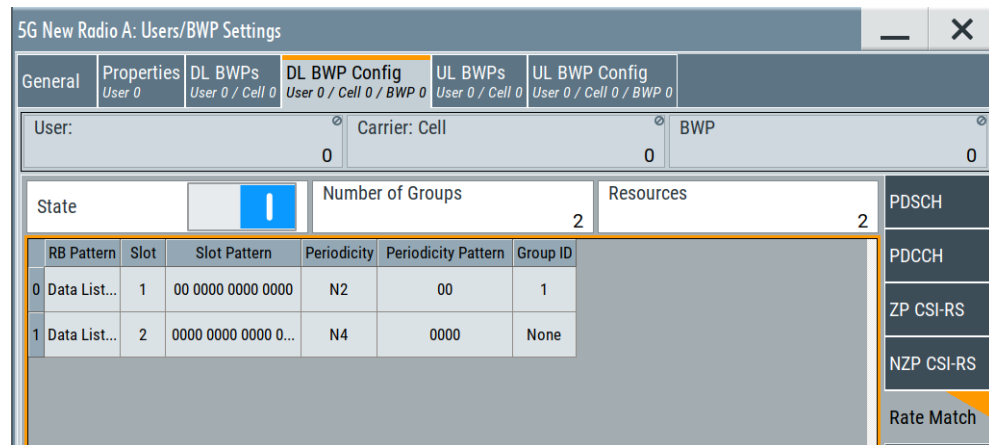 5G New Radio A: Users/BWP Settings
General
Properties
User 0
DL BWPs
User 0 / Cell 0
DL BWP Config
User 0 / Cell 0 / BWP 0
UL BWPs
User 0 / Cell 0
UL BWP Config
User 0 / Cell 0 / BWP 0
User:
0
Carrier: Cell
0
BWP
0
State
Number of Groups
2
Resources
2
RB Pattern Slot Slot Pattern Periodicity Periodicity Pattern Group ID
0 Data List... 1 00 0000 0000 0000 N2 00 1
1 Data List... 2 0000 0000 0000 0... N4 0000 None
PDSCH
PDCCH
ZP CSI-RS
NZP CSI-RS
Rate Match